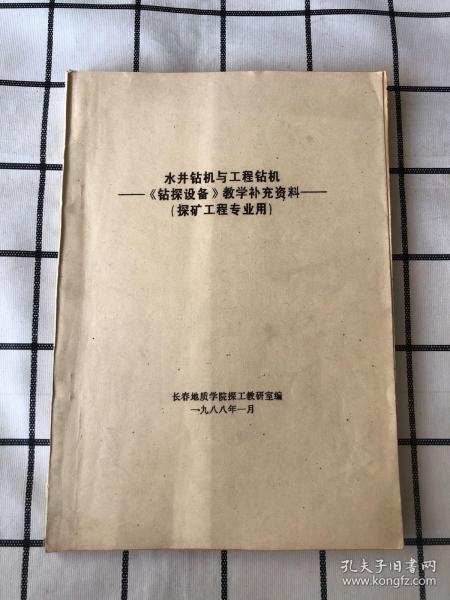 水井钻机与工程钻机
——《钻探设备》教学补充资料——
(探矿工程专业用)
长春地质学院探工教研室编
一九八八年一月
孔夫子旧书网
www.kongfz.com